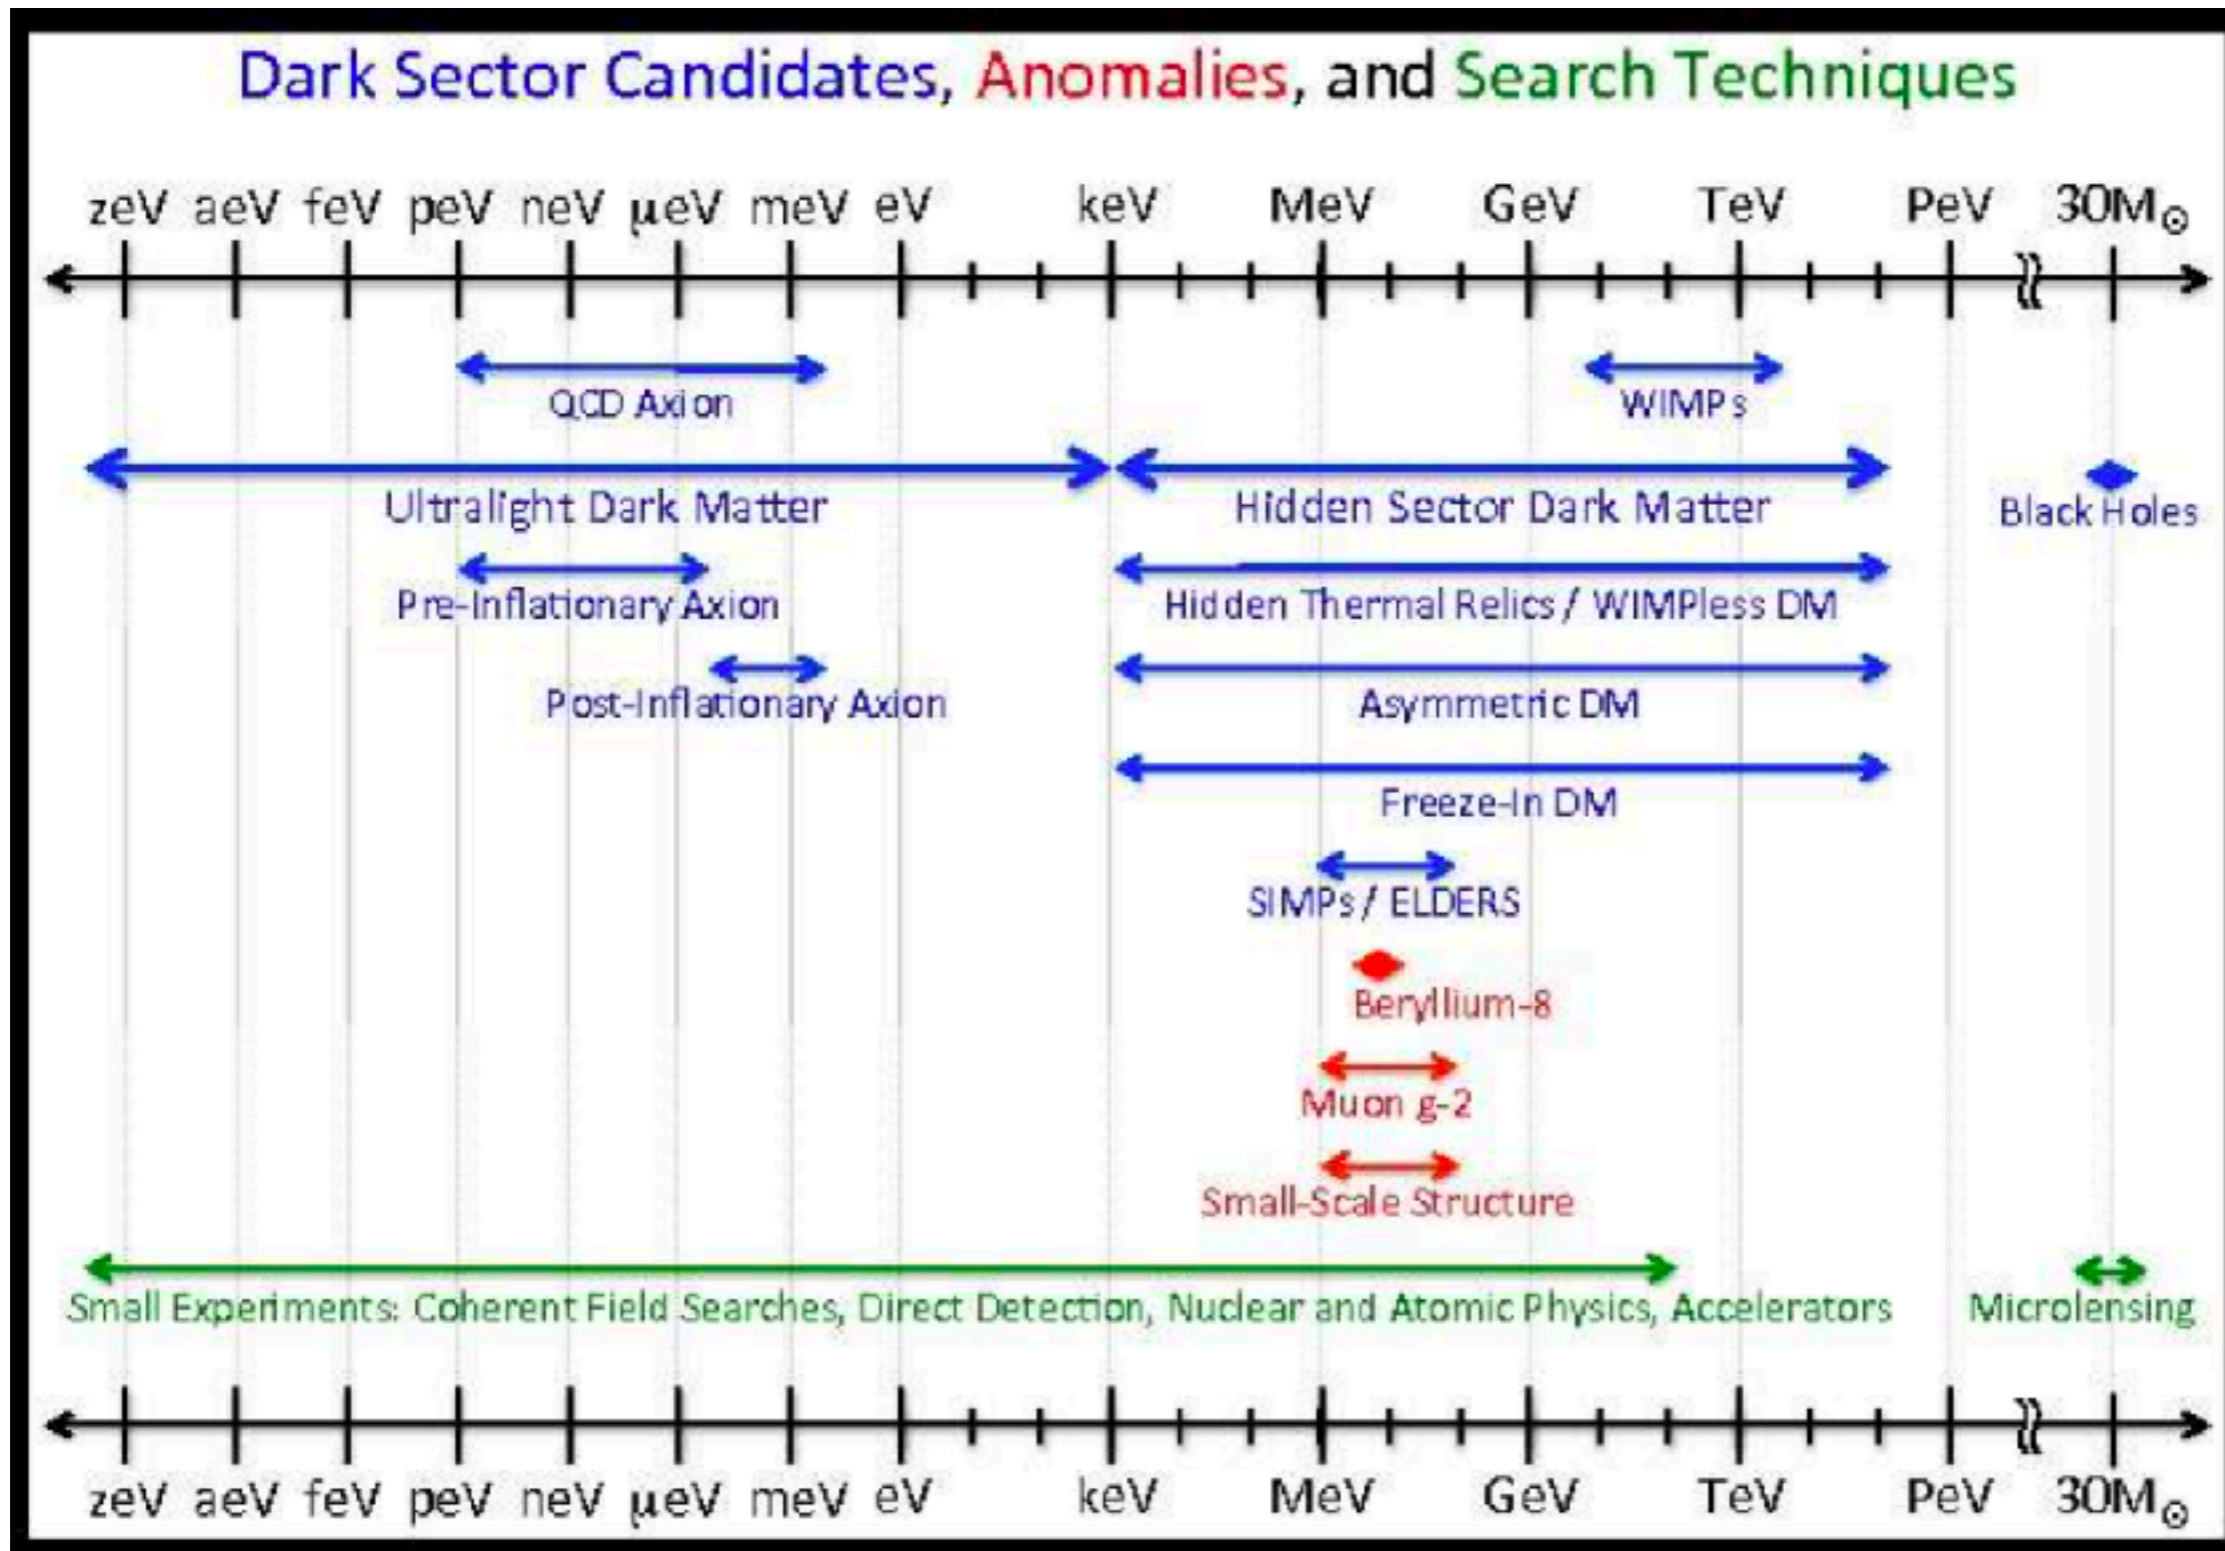 Dark Sector Candidates, Anomalies, and Search Techniques
zeV aeV feV peV neV μeV meV eV keV MeV GeV TeV PeV 30M⊙
QCD Axion WIMPs
Ultralight Dark Matter Hidden Sector Dark Matter Black Holes
Pre-Inflationary Axion Hidden Thermal Relics / WIMPless DM
Post-Inflationary Axion Asymmetric DM
Freeze-In DM
SIMPs / ELDERS
Beryllium-8
Muon g-2
Small-Scale Structure
Small Experiments: Coherent Field Searches, Direct Detection, Nuclear and Atomic Physics, Accelerators Microlensing
zeV aeV feV peV neV μeV meV eV keV MeV GeV TeV PeV 30M⊙